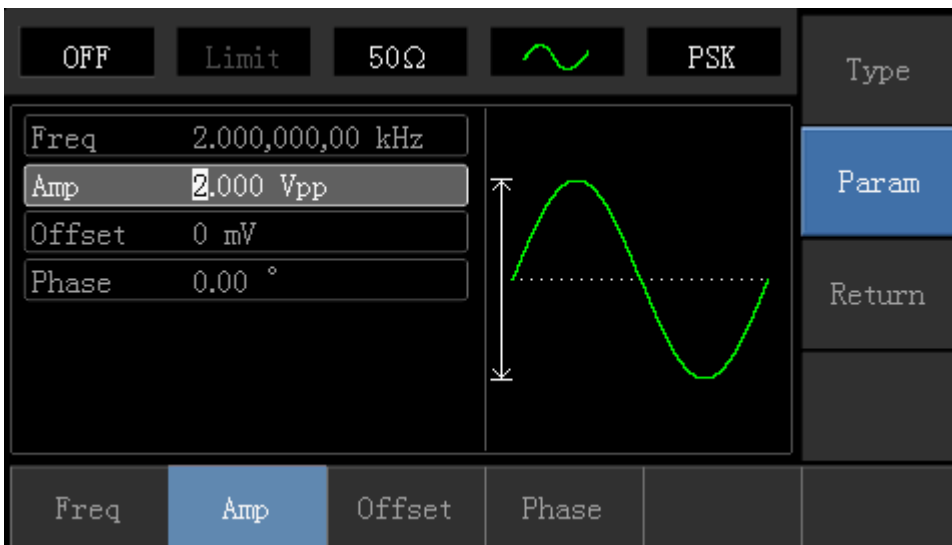 OFF Limit 50Ω PSK Type
Freq 2.000,000,00 kHz
Amp 2.000 Vpp
Param
Offset 0 mV
Phase 0.00 °
Return
Freq Amp Offset Phase